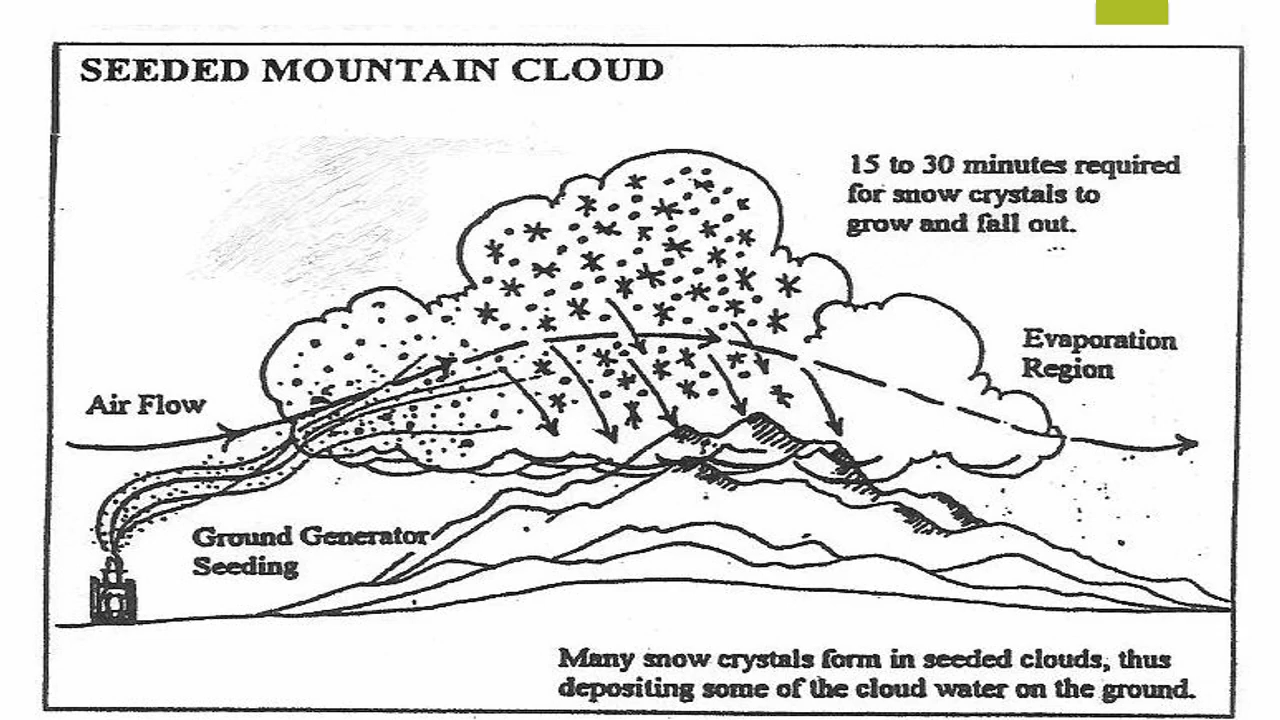 SEEDED MOUNTAIN CLOUD
15 to 30 minutes required
for snow crystals to
grow and fall out.
Evaporation
Region
Air Flow
Ground Generator
Seeding
Many snow crystals form in seeded clouds, thus
depositing some of the cloud water on the ground.